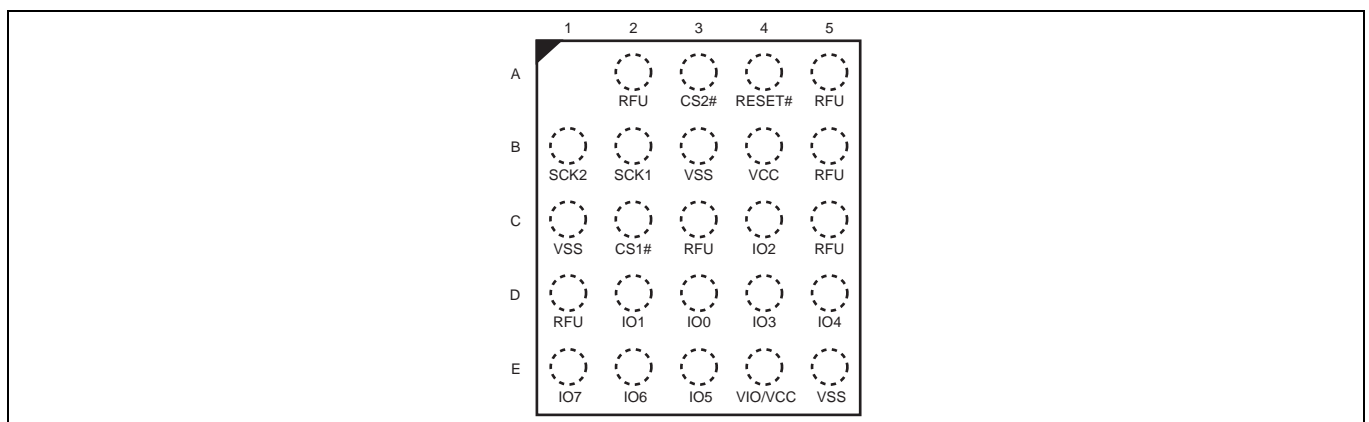 1 2 3 4 5
A
RFU CS2# RESET# RFU
B
SCK2 SCK1 VSS VCC RFU
C
VSS CS1# RFU IO2 RFU
D
RFU IO1 IO0 IO3 IO4
E
IO7 IO6 IO5 VIO/VCC VSS